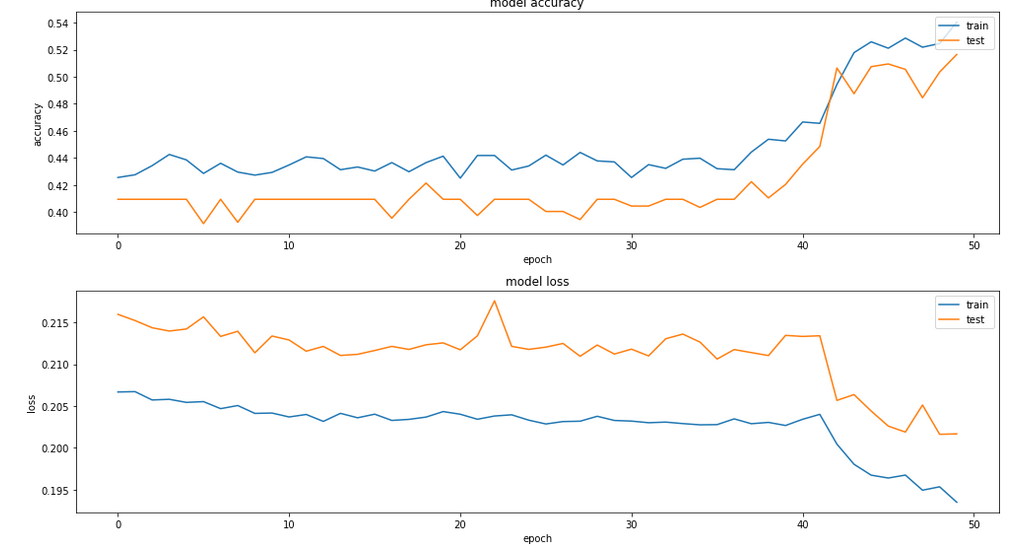 model accuracy
train
test
0.54
0.52
0.50
0.48
0.46
0.44
0.42
0.40
accuracy
0 10 20 30 40 50
epoch
model loss
train
test
0.215
0.210
0.205
0.200
0.195
loss
0 10 20 30 40 50
epoch